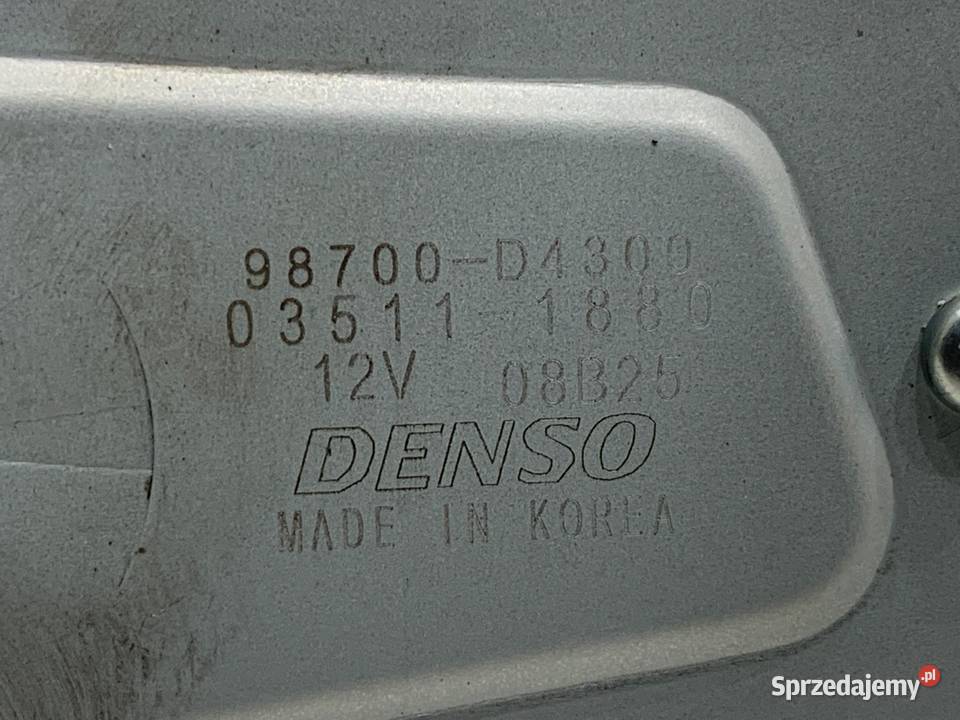 98700-D4300
03511 1880
12V 08B25
DENSO
MADE IN KOREA
Sprzedajemy.pl